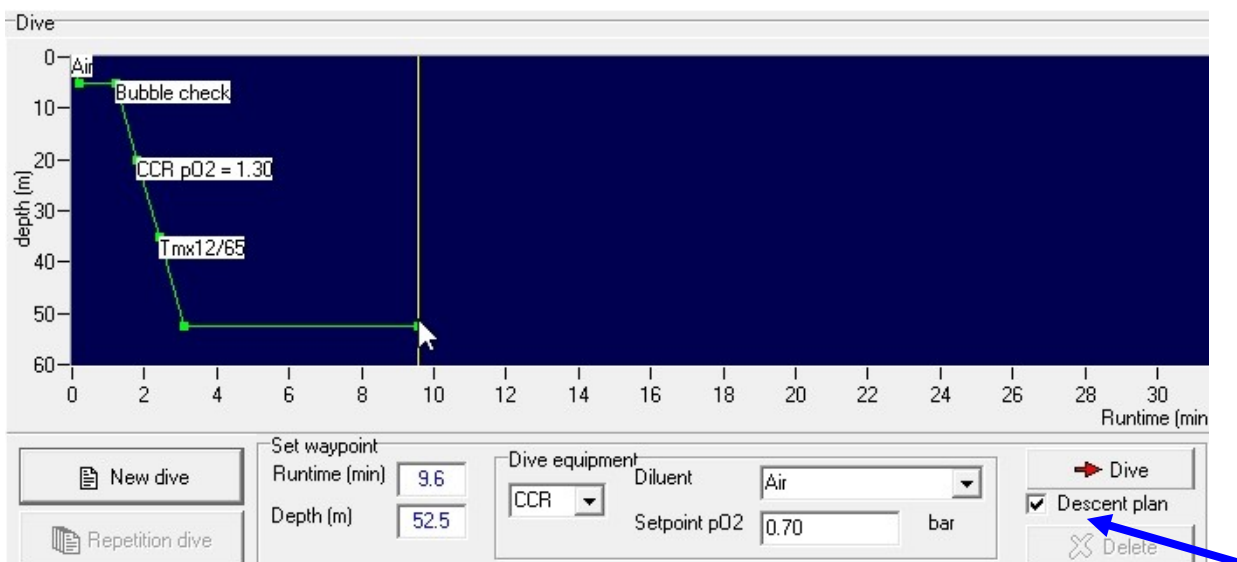 Dive
0
Air
Bubble check
10
20
CCR pO2 = 1.30
depth (m)
30
Tmx12/65
40
50
60
0 2 4 6 8 10 12 14 16 18 20 22 24 26 28 30
Runtime (min
New dive
Repetition dive
Set waypoint
Runtime (min) 9.6
Depth (m) 52.5
Dive equipment
CCR
Diluent Air
Setpoint pO2 0.70 bar
Dive
Descent plan
Delete